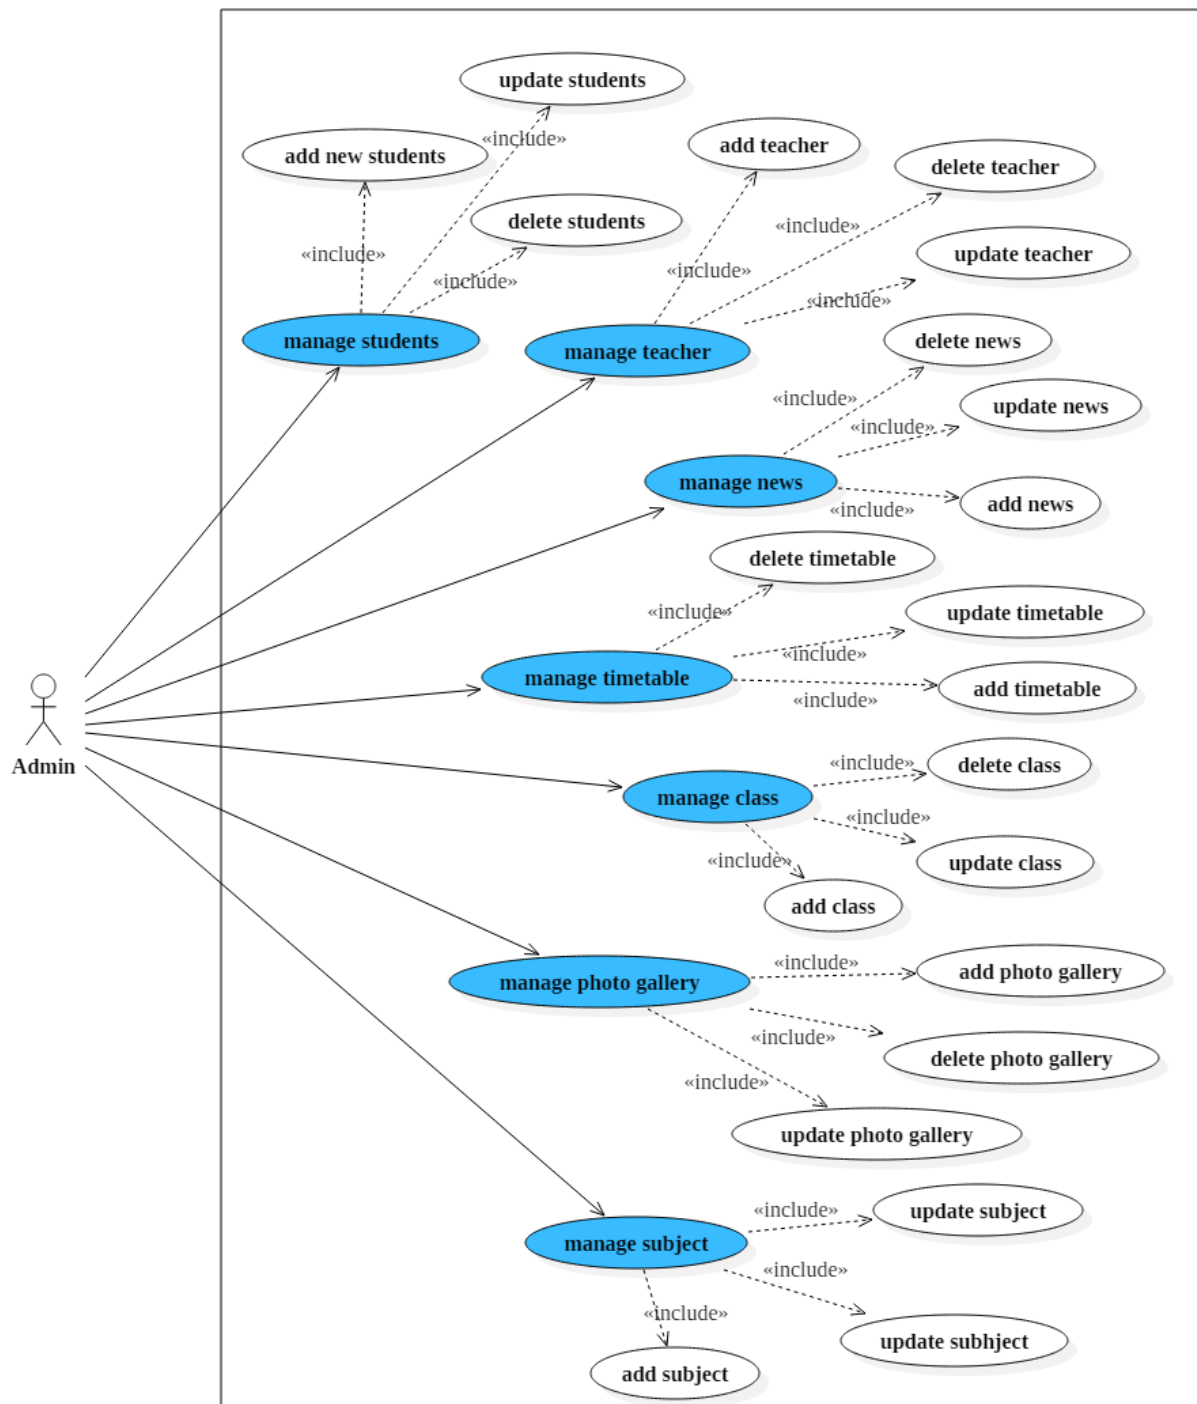 update students
«include»
add new students
add teacher
delete teacher
delete students
«include»
«include»
update teacher
«include»
«include»
«include»
«include»
manage students
manage teacher
delete news
«include»
update news
«include»
manage news
add news
«include»
delete timetable
«include»
update timetable
«include»
manage timetable
add timetable
«include»
Admin
«include»
delete class
manage class
«include»
update class
«include»
add class
«include»
add photo gallery
manage photo gallery
«include»
delete photo gallery
«include»
update photo gallery
«include»
update subject
manage subject
«include»
«include»
update subhject
add subject